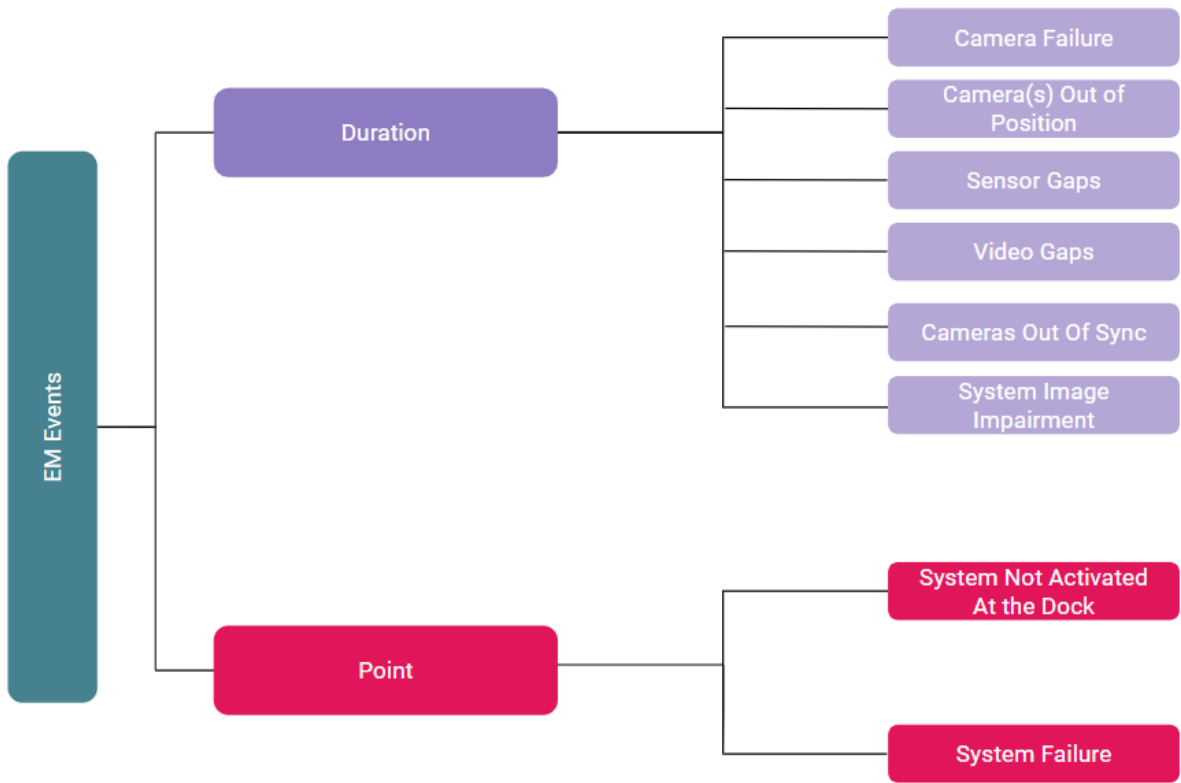 EM Events
Duration
Camera Failure
Camera(s) Out of
Position
Sensor Gaps
Video Gaps
Cameras Out Of Sync
System Image
Impairment
Point
System Not Activated
At the Dock
System Failure